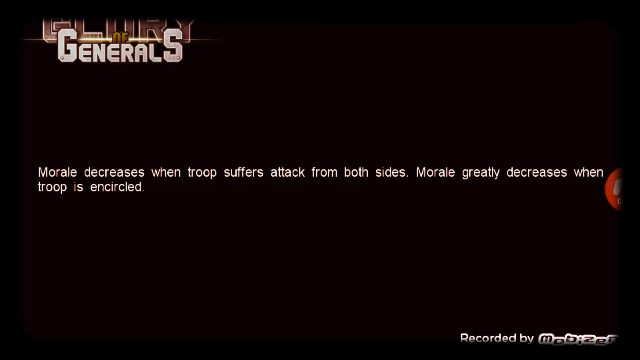 GLORY
OF
GENERALS
Morale decreases when troop suffers attack from both sides. Morale greatly decreases when
troop is encircled.
Recorded by Mobizen